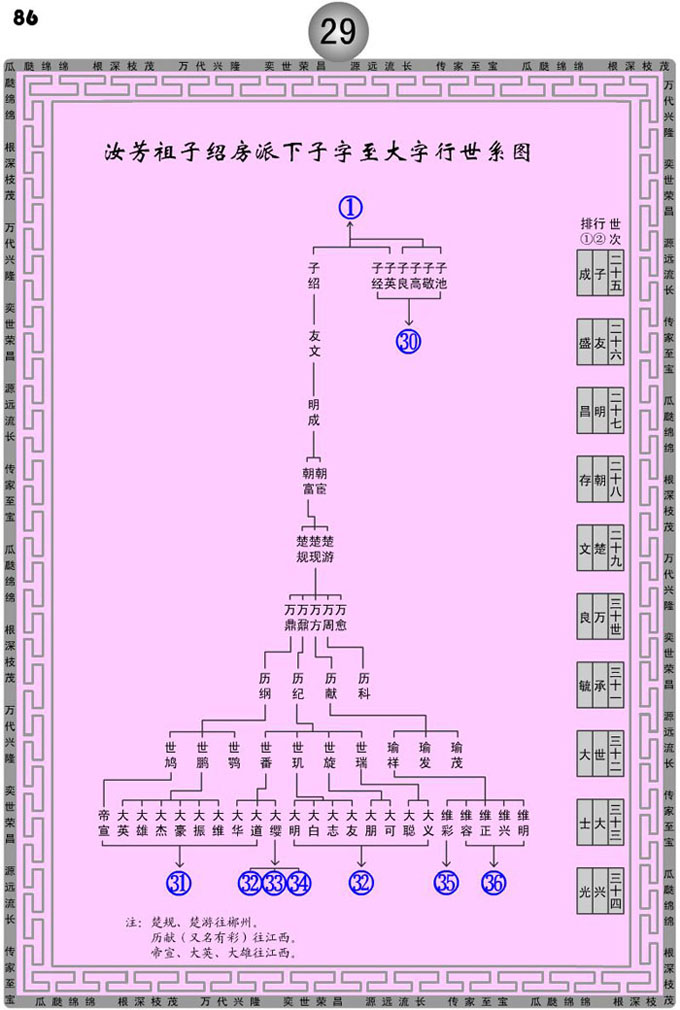 86
29
瓜瓞绵绵 根深枝茂 万代兴隆 奕世荣昌 源远流长 传家至宝 瓜瓞绵绵 根深枝茂
瓜瓞绵绵 根深枝茂 万代兴隆 奕世荣昌 源远流长 传家至宝 瓜瓞绵绵 根深枝茂 万代兴隆 奕世荣昌 源远流长 传家至宝
汝芳祖子绍房派下子字至大字行世系图
①
子绍 子经 子英 子良 子高 子敬 子池
㉚
友文
明成
朝富 朝宦
楚规 楚现 楚游
万鼎 万鼐 万方 万周 万愈
历纲 历纪 历献 历科
世鸠 世鹏 世鹗 世番 世玑 世旋 世瑞 瑜祥 瑜发 瑜茂
帝宣 大英 大雄 大杰 大豪 大振 大维 大华 大道 大缨 大明 大白 大志 大友 大朋 大可 大聪 大义 维彩 维容 维正 维兴 维明
㉛ ㉜ ㉝ ㉞ ㉜ ㉟ ㊱
注：楚规、楚游往郴州。
历献（又名有彩）往江西。
帝宣、大英、大雄往江西。
排行 世次
① ②
成 子 二十五
盛 友 二十六
昌 明 二十七
存 朝 二十八
文 楚 二十九
良 万 三十世
毓 承 三十一
大 世 三十二
士 大 三十三
光 兴 三十四
万代兴隆 奕世荣昌 源远流长 传家至宝 瓜瓞绵绵 根深枝茂 万代兴隆 奕世荣昌 源远流长 传家至宝 瓜瓞绵绵 根深枝茂
瓜瓞绵绵 根深枝茂 万代兴隆 奕世荣昌 源远流长 传家至宝 瓜瓞绵绵 根深枝茂